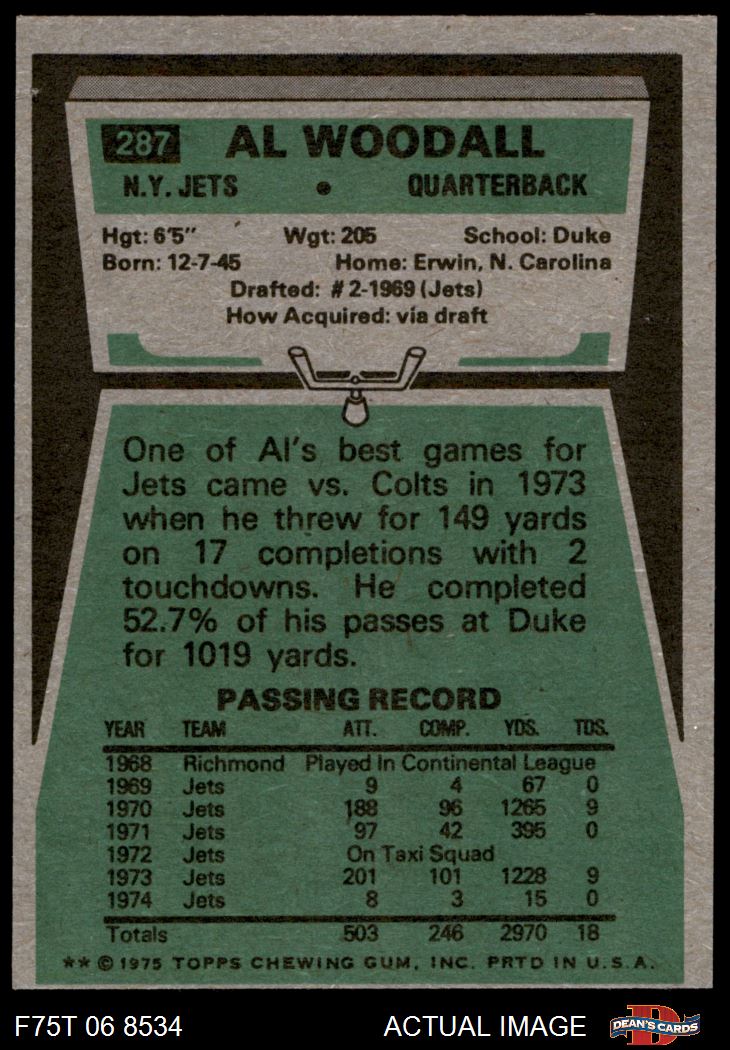 287 AL WOODALL
N.Y. JETS • QUARTERBACK
Hgt: 6'5" Wgt: 205 School: Duke
Born: 12-7-45 Home: Erwin, N. Carolina
Drafted: #2-1969 (Jets)
How Acquired: via draft
One of Al's best games for
Jets came vs. Colts in 1973
when he threw for 149 yards
on 17 completions with 2
touchdowns. He completed
52.7% of his passes at Duke
for 1019 yards.
PASSING RECORD
YEAR TEAM ATT. COMP. YDS. TDS.
1968 Richmond Played In Continental League
1969 Jets 9 4 67 0
1970 Jets 188 96 1265 9
1971 Jets 97 42 395 0
1972 Jets On Taxi Squad
1973 Jets 201 101 1228 9
1974 Jets 8 3 15 0
Totals 503 246 2970 18
** © 1975 TOPPS CHEWING GUM, INC. PRTD IN U.S.A.
F75T 06 8534 ACTUAL IMAGE D DEAN'S CARDS